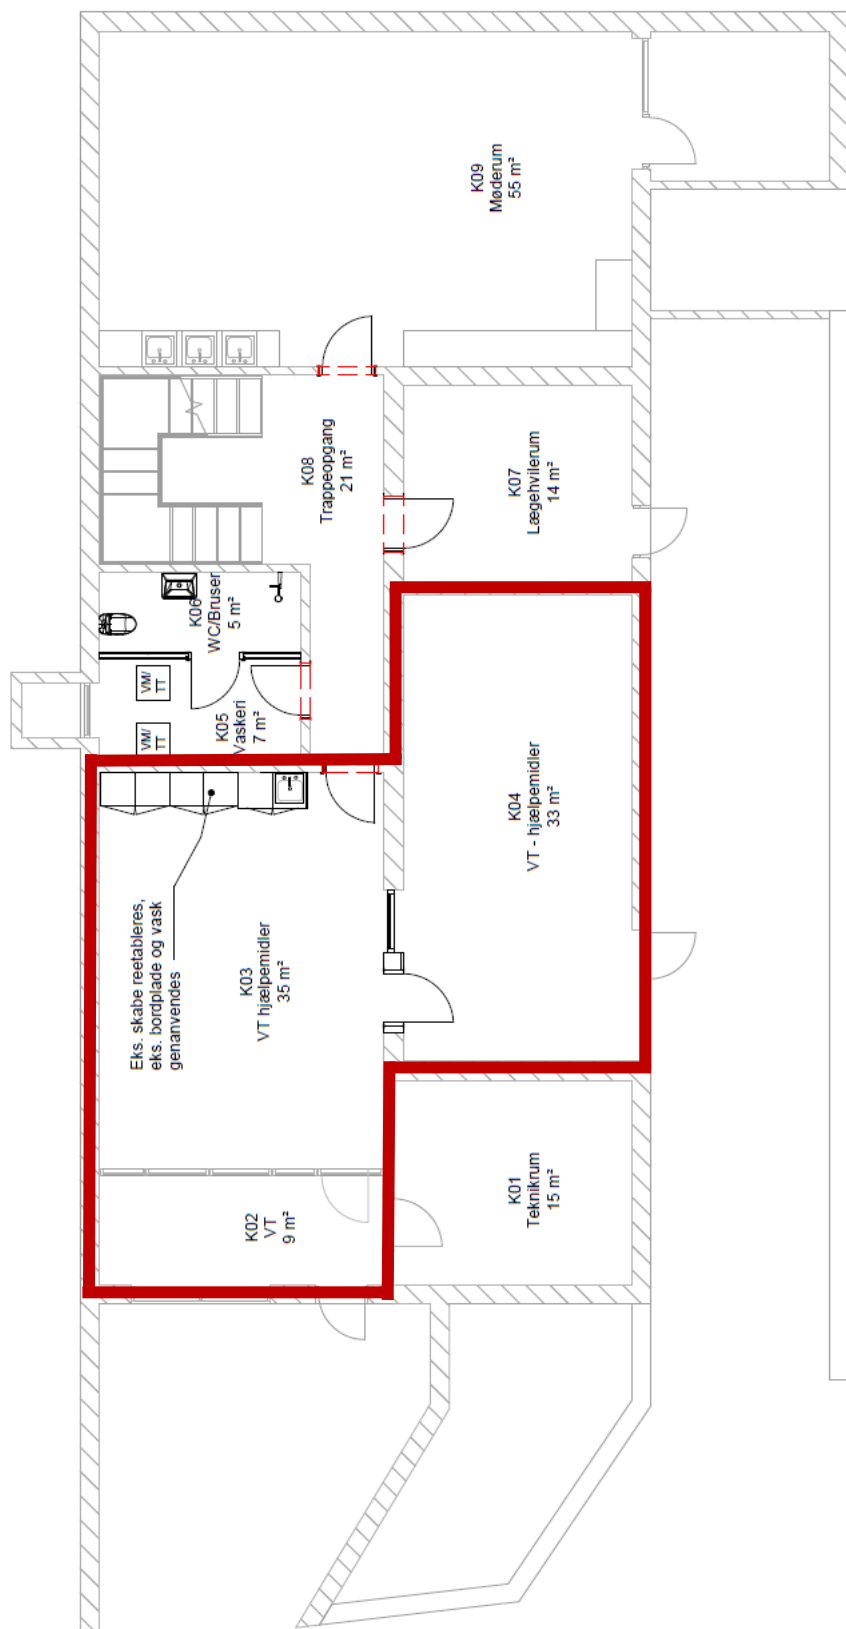 K09
Møderum
55 m²
K08
Trappeopgang
21 m²
K07
Lægehvilerum
14 m²
K06
WC/Bruser
5 m²
VM/
TT
VM/
TT
K05
Vaskeri
7 m²
K04
VT - hjælpemidler
33 m²
Eks. skabe reetableres,
eks. bordplade og vask
genanvendes
K03
VT hjælpemidler
35 m²
K02
VT
9 m²
K01
Teknikrum
15 m²